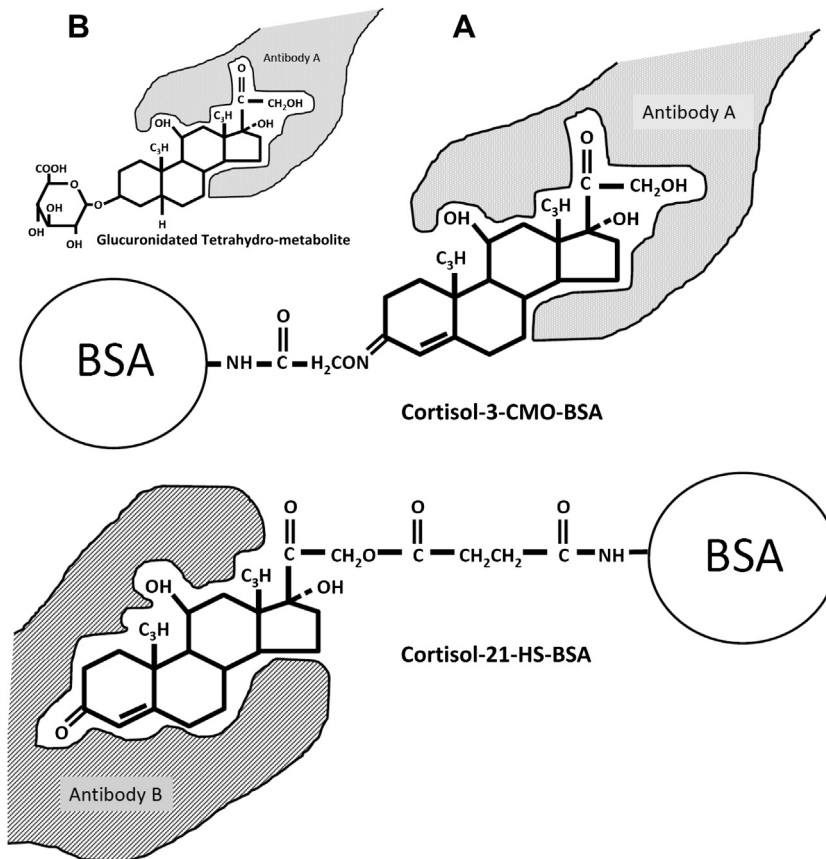 B
A
Antibody A
O
C
CH₂OH
C₃H
OH
OH
C₃H
COOH
O
OH
OH
OH
O
H
Glucuronidated Tetrahydro-metabolite
Antibody A
O
C
CH₂OH
C₃H
OH
OH
C₃H
BSA
NH
O
C
H₂CON
Cortisol-3-CMO-BSA
O
C
CH₂O
O
C
CH₂CH₂
O
C
NH
BSA
C₃H
OH
OH
C₃H
O
Cortisol-21-HS-BSA
Antibody B